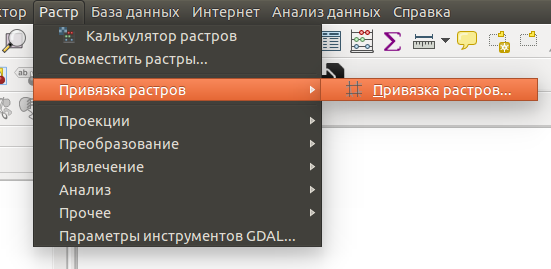 ктор Растр База данных Интернет Анализ данных Справка
Калькулятор растров
Совместить растры...
Привязка растров Привязка растров...
Проекции
Преобразование
Извлечение
Анализ
Прочее
Параметры инструментов GDAL...